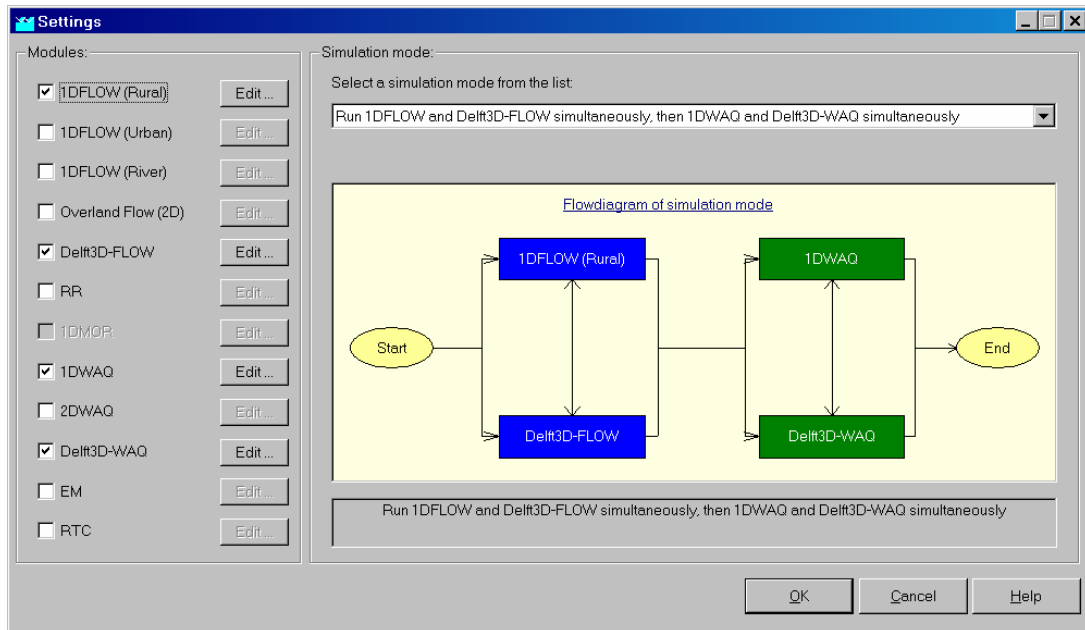 Settings
Modules:
1DFLOW (Rural) Edit ...
1DFLOW (Urban) Edit ...
1DFLOW (River) Edit ...
Overland Flow (2D) Edit ...
Delft3D-FLOW Edit ...
RR Edit ...
1DMOR Edit ...
1DWAQ Edit ...
2DWAQ Edit ...
Delft3D-WAQ Edit ...
EM Edit ...
RTC Edit ...
Simulation mode:
Select a simulation mode from the list:
Run 1DFLOW and Delft3D-FLOW simultaneously, then 1DWAQ and Delft3D-WAQ simultaneously
Flowdiagram of simulation mode
1DFLOW (Rural) 1DWAQ
Start End
Delft3D-FLOW Delft3D-WAQ
Run 1DFLOW and Delft3D-FLOW simultaneously, then 1DWAQ and Delft3D-WAQ simultaneously
OK Cancel Help